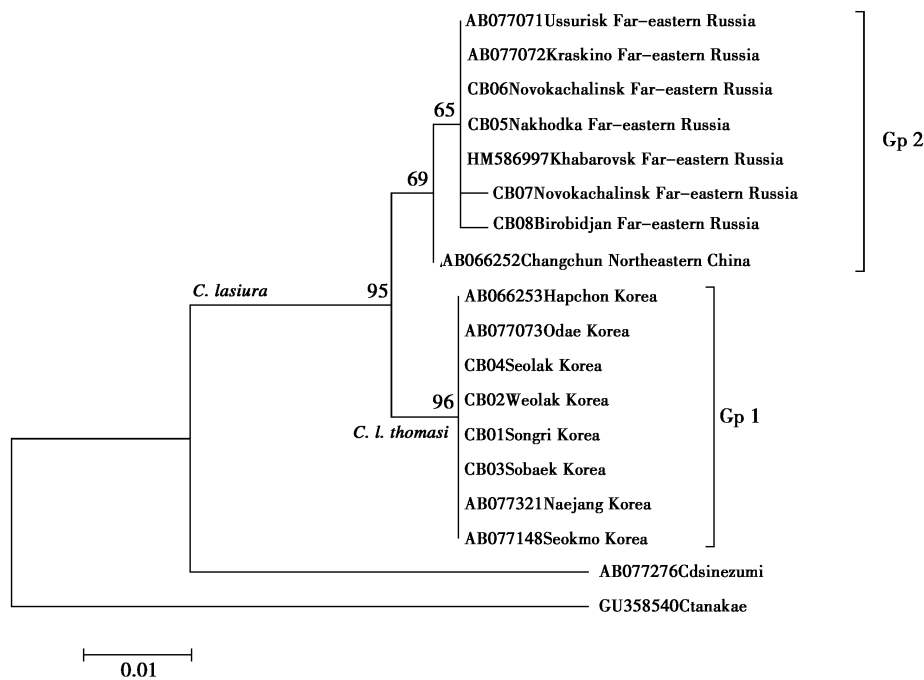 AB077071Ussurisk Far-eastern Russia
AB077072Kraskino Far-eastern Russia
CB06Novokachalinsk Far-eastern Russia
65
CB05Nakhodka Far-eastern Russia
Gp 2
HM586997Khabarovsk Far-eastern Russia
69
CB07Novokachalinsk Far-eastern Russia
CB08Birobidjan Far-eastern Russia
AB066252Changchun Northeastern China
C. lasiura
95
AB066253Hapchon Korea
AB077073Odae Korea
CB04Seolak Korea
96
CB02Weolak Korea
Gp 1
C. l. thomasi
CB01Songri Korea
CB03Sobaek Korea
AB077321Naejang Korea
AB077148Seokmo Korea
AB077276Cdsinezumi
GU358540Ctanakae
0.01